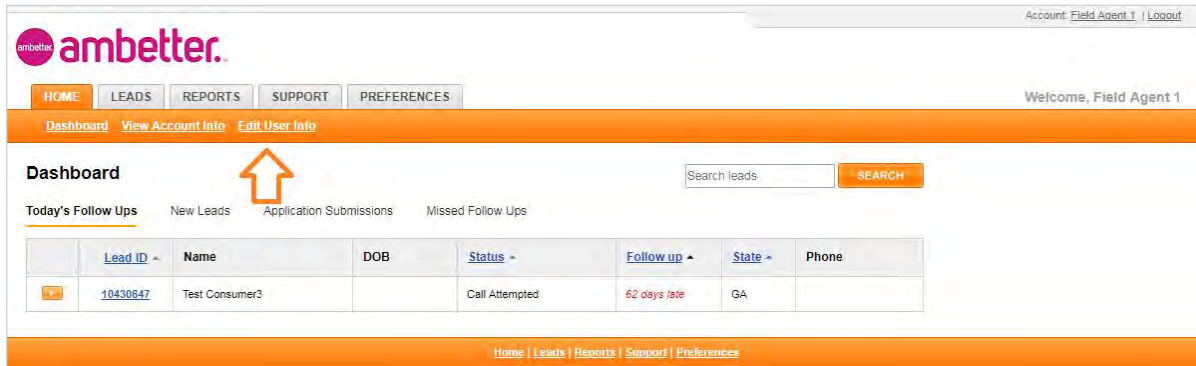 Account: Field Agent 1 | Logout
ambetter. ambetter.
HOME LEADS REPORTS SUPPORT PREFERENCES
Welcome, Field Agent 1
Dashboard View Account Info Edit User Info
Dashboard
Search leads SEARCH
Today's Follow Ups New Leads Application Submissions Missed Follow Ups
Lead ID Name DOB Status Follow up State Phone
10430647 Test Consumer3 Call Attempted 62 days late GA
Home | Leads | Reports | Support | Preferences